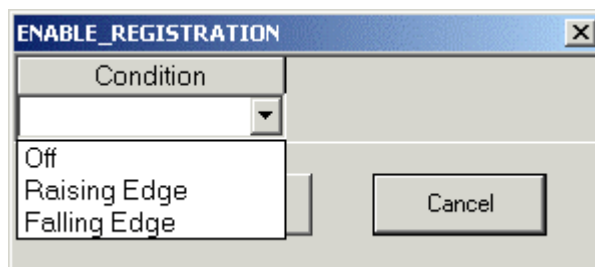 ENABLE_REGISTRATION
Condition
Off
Raising Edge
Falling Edge
Cancel